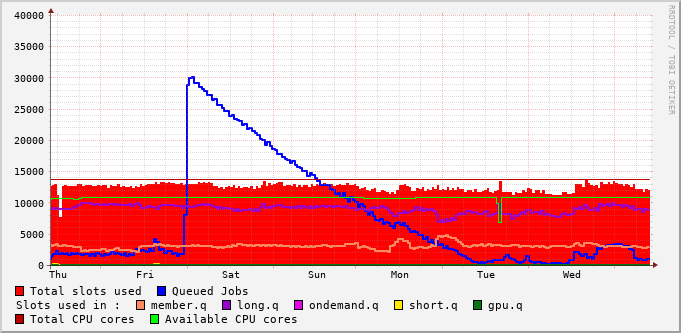 40000
35000
30000
25000
20000
15000
10000
5000
0
Thu Fri Sat Sun Mon Tue Wed
RRDTOOL / TOBI OETIKER
Total slots used Queued Jobs
Slots used in : member.q long.q ondemand.q short.q gpu.q
Total CPU cores Available CPU cores